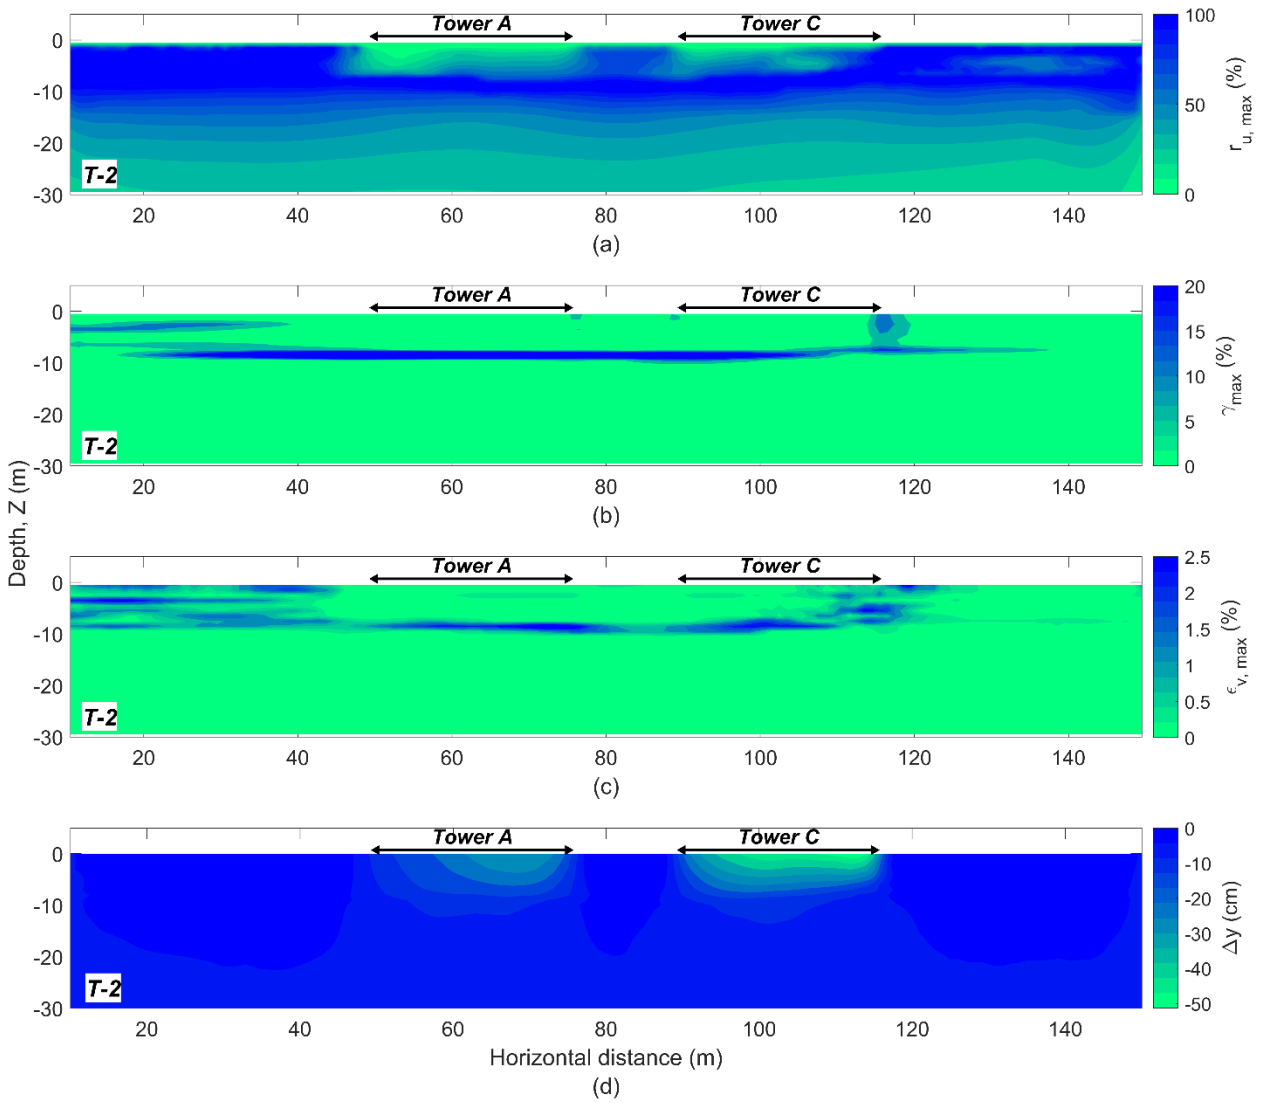 Tower A Tower C
0
-10
-20
-30
T-2
20 40 60 80 100 120 140
(a)
100
50
0
r_u, max (%)
Tower A Tower C
0
-10
-20
-30
T-2
20 40 60 80 100 120 140
(b)
20
15
10
5
0
γ_max (%)
Depth, Z (m)
Tower A Tower C
0
-10
-20
-30
T-2
20 40 60 80 100 120 140
(c)
2.5
2
1.5
1
0.5
0
ϵ_v, max (%)
Tower A Tower C
0
-10
-20
-30
T-2
20 40 60 80 100 120 140
Horizontal distance (m)
(d)
0
-10
-20
-30
-40
-50
Δy (cm)